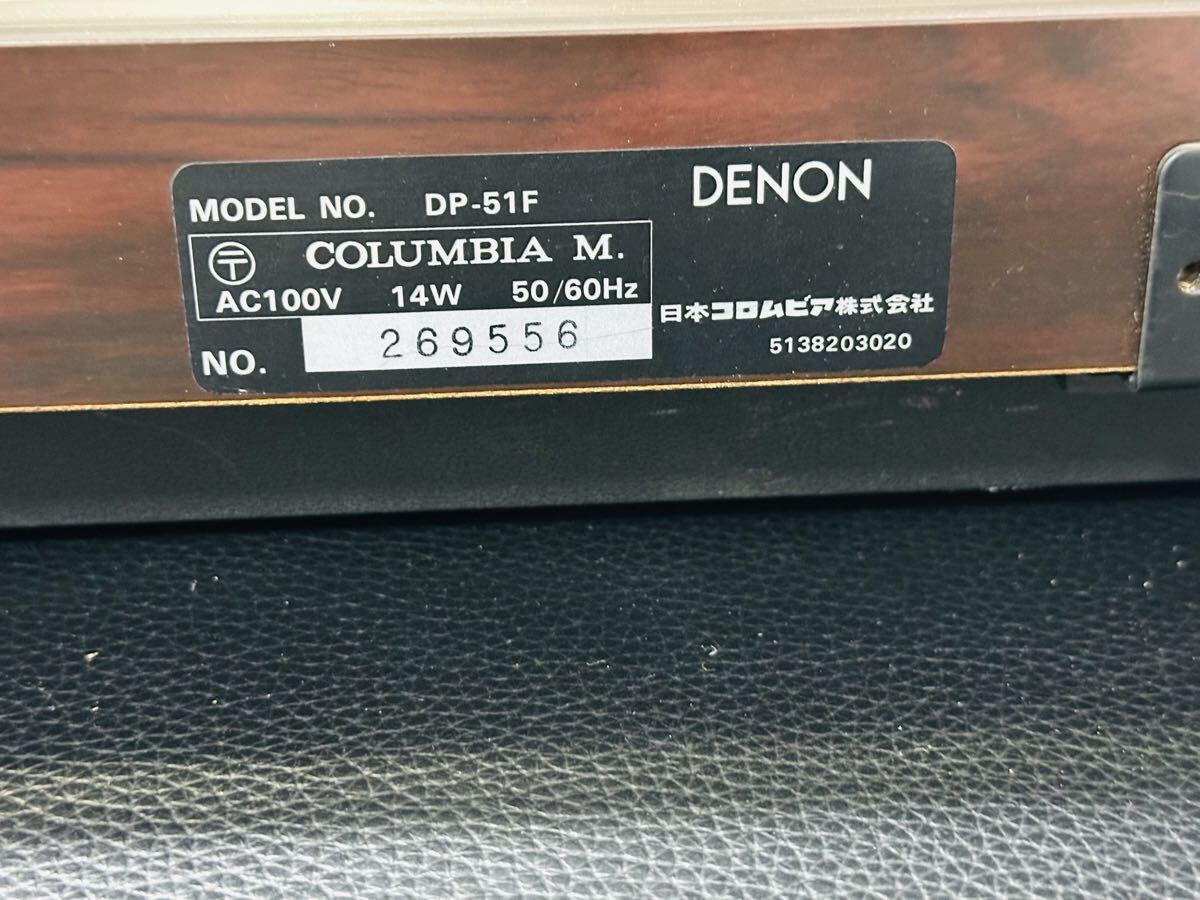 MODEL NO. DP-51F
DENON
〒 COLUMBIA M.
AC100V 14W 50/60Hz
NO. 269556
日本コロムビア株式会社
5138203020